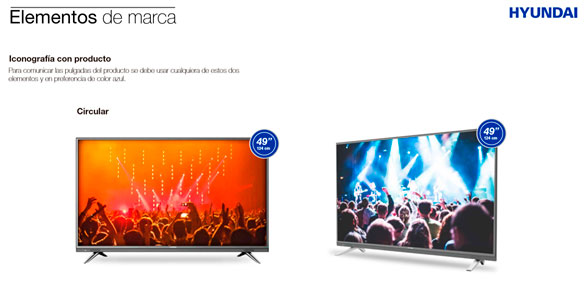 Elementos de marca
HYUNDAI
Iconografía con producto
Para comunicar las pulgadas del producto se debe usar cualquiera de estos dos
elementos y en preferencia de color azul.
Circular
49”
124 cm
49”
124 cm